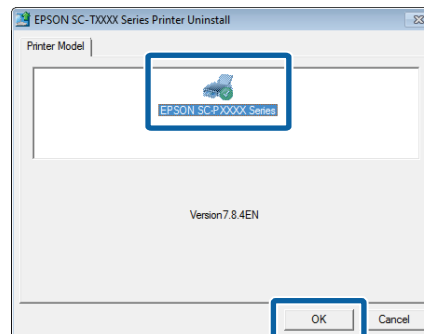 EPSON SC-TXXXX Series Printer Uninstall
Printer Model
EPSON SC-PXXXX Series
Version7.8.4EN
OK
Cancel